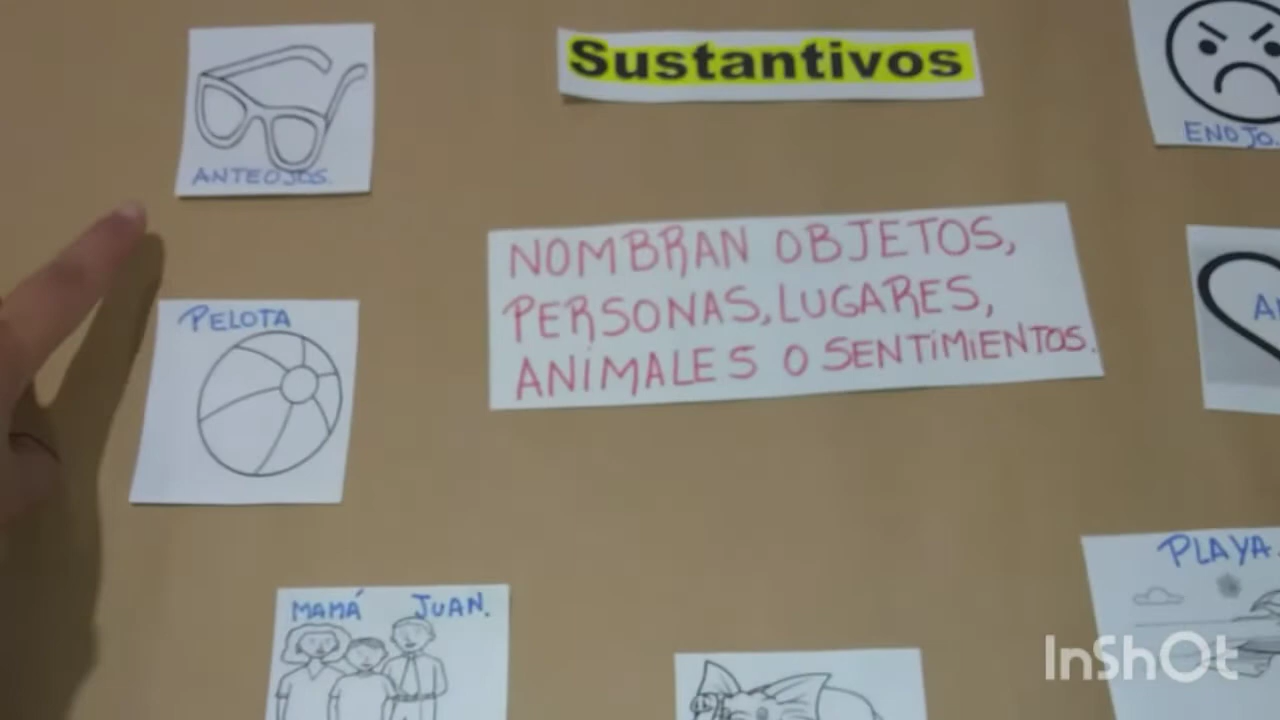 Sustantivos
ENOJO.
ANTEOJOS.
NOMBRAN OBJETOS,
PERSONAS, LUGARES,
ANIMALES O SENTIMIENTOS.
PELOTA
PLAYA.
MAMÁ JUAN.
InShOt